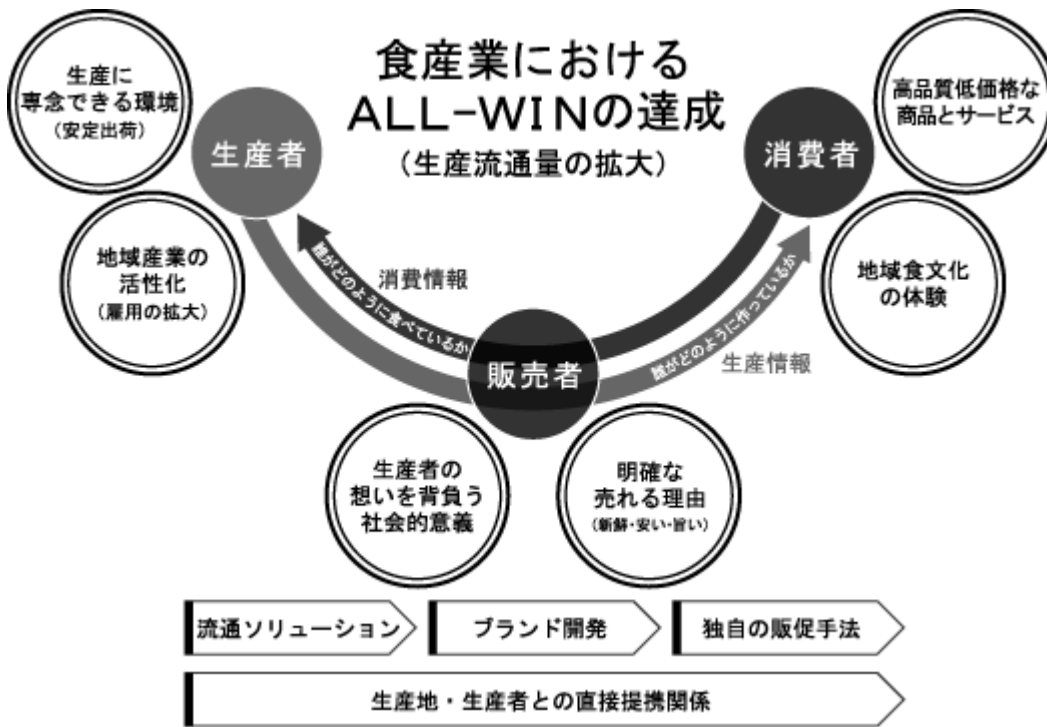 食産業における
ALL-WINの達成
(生産流通量の拡大)
生産に
専念できる環境
(安定出荷)
生産者
地域産業の
活性化
(雇用の拡大)
高品質低価格な
商品とサービス
消費者
地域食文化
の体験
消費情報
誰がどのように食べているか
誰がどのように作っているか
生産情報
販売者
生産者の
想いを背負う
社会的意義
明確な
売れる理由
(新鮮・安い・旨い)
流通ソリューション
ブランド開発
独自の販促手法
生産地・生産者との直接提携関係